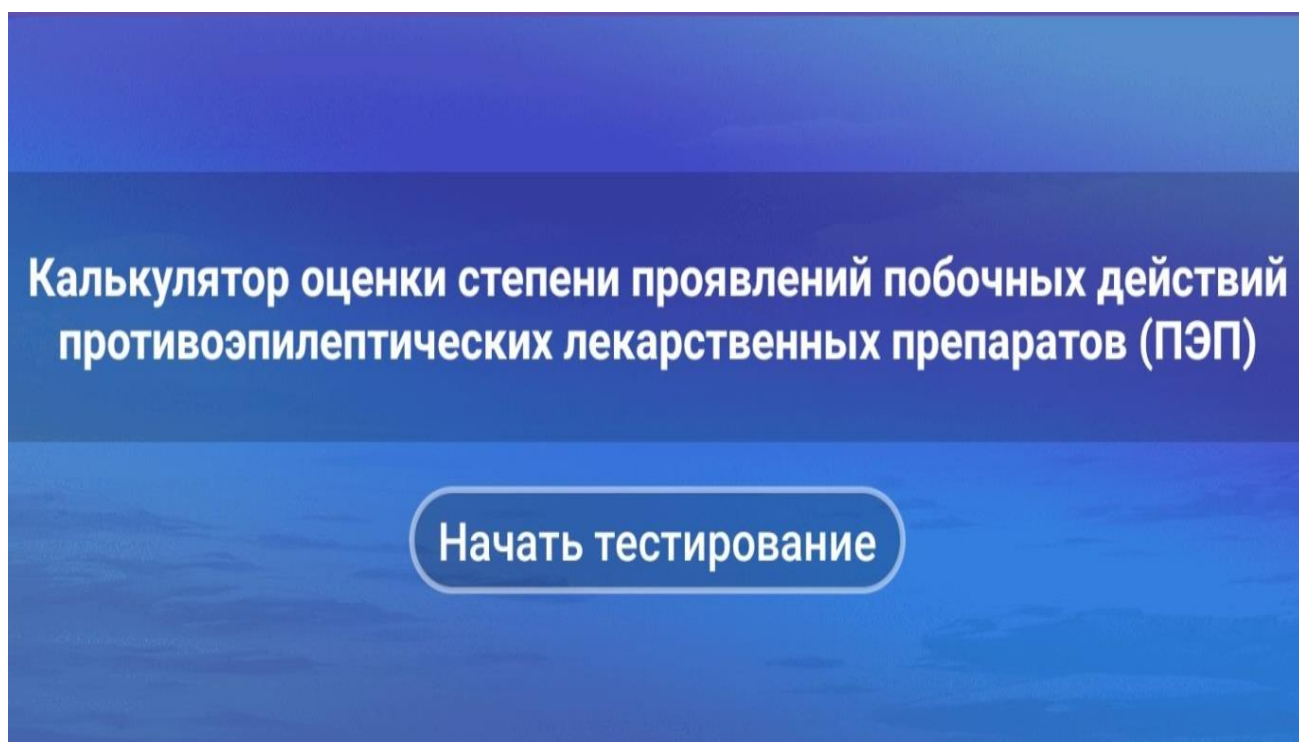 Калькулятор оценки степени проявлений побочных действий
противоэпилептических лекарственных препаратов (ПЭП)
Начать тестирование